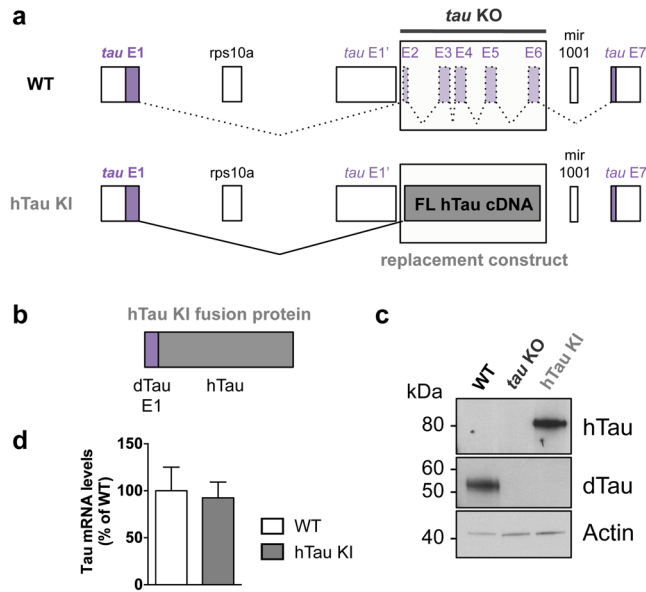 a
tau KO
tau E1
rps10a
tau E1'
E2 E3 E4 E5 E6
mir 1001
tau E7
WT
tau E1
rps10a
tau E1'
mir 1001
tau E7
hTau KI
FL hTau cDNA
replacement construct
b
hTau KI fusion protein
dTau E1
hTau
c
WT
tau KO
hTau KI
kDa
80
hTau
60
50
dTau
40
Actin
d
Tau mRNA levels
(% of WT)
150
100
50
0
WT
hTau KI